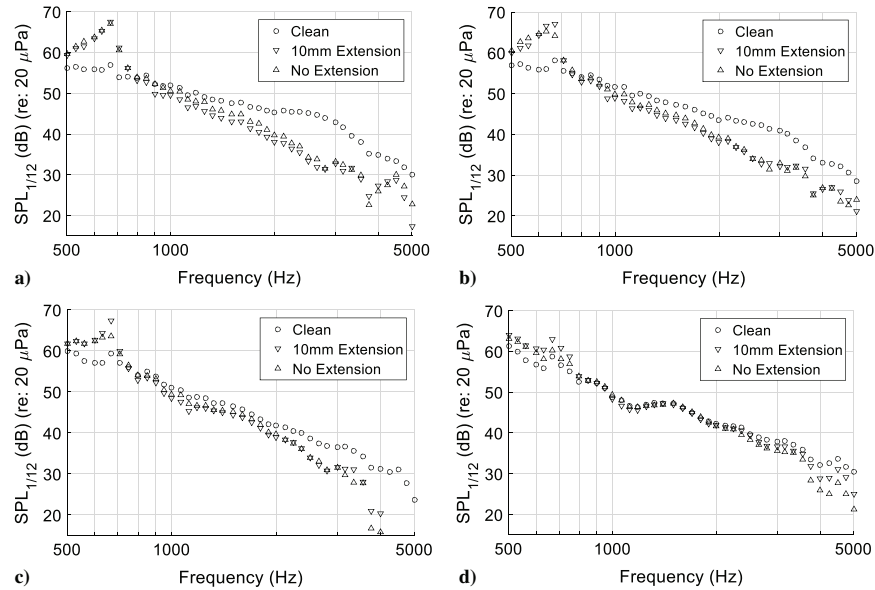 70
60
50
40
30
20
SPL1/12 (dB) (re: 20 μPa)
Clean
10mm Extension
No Extension
500
1000
5000
Frequency (Hz)
a)
70
60
50
40
30
20
SPL1/12 (dB) (re: 20 μPa)
Clean
10mm Extension
No Extension
500
1000
5000
Frequency (Hz)
b)
70
60
50
40
30
20
SPL1/12 (dB) (re: 20 μPa)
Clean
10mm Extension
No Extension
500
1000
5000
Frequency (Hz)
c)
70
60
50
40
30
20
SPL1/12 (dB) (re: 20 μPa)
Clean
10mm Extension
No Extension
500
1000
5000
Frequency (Hz)
d)